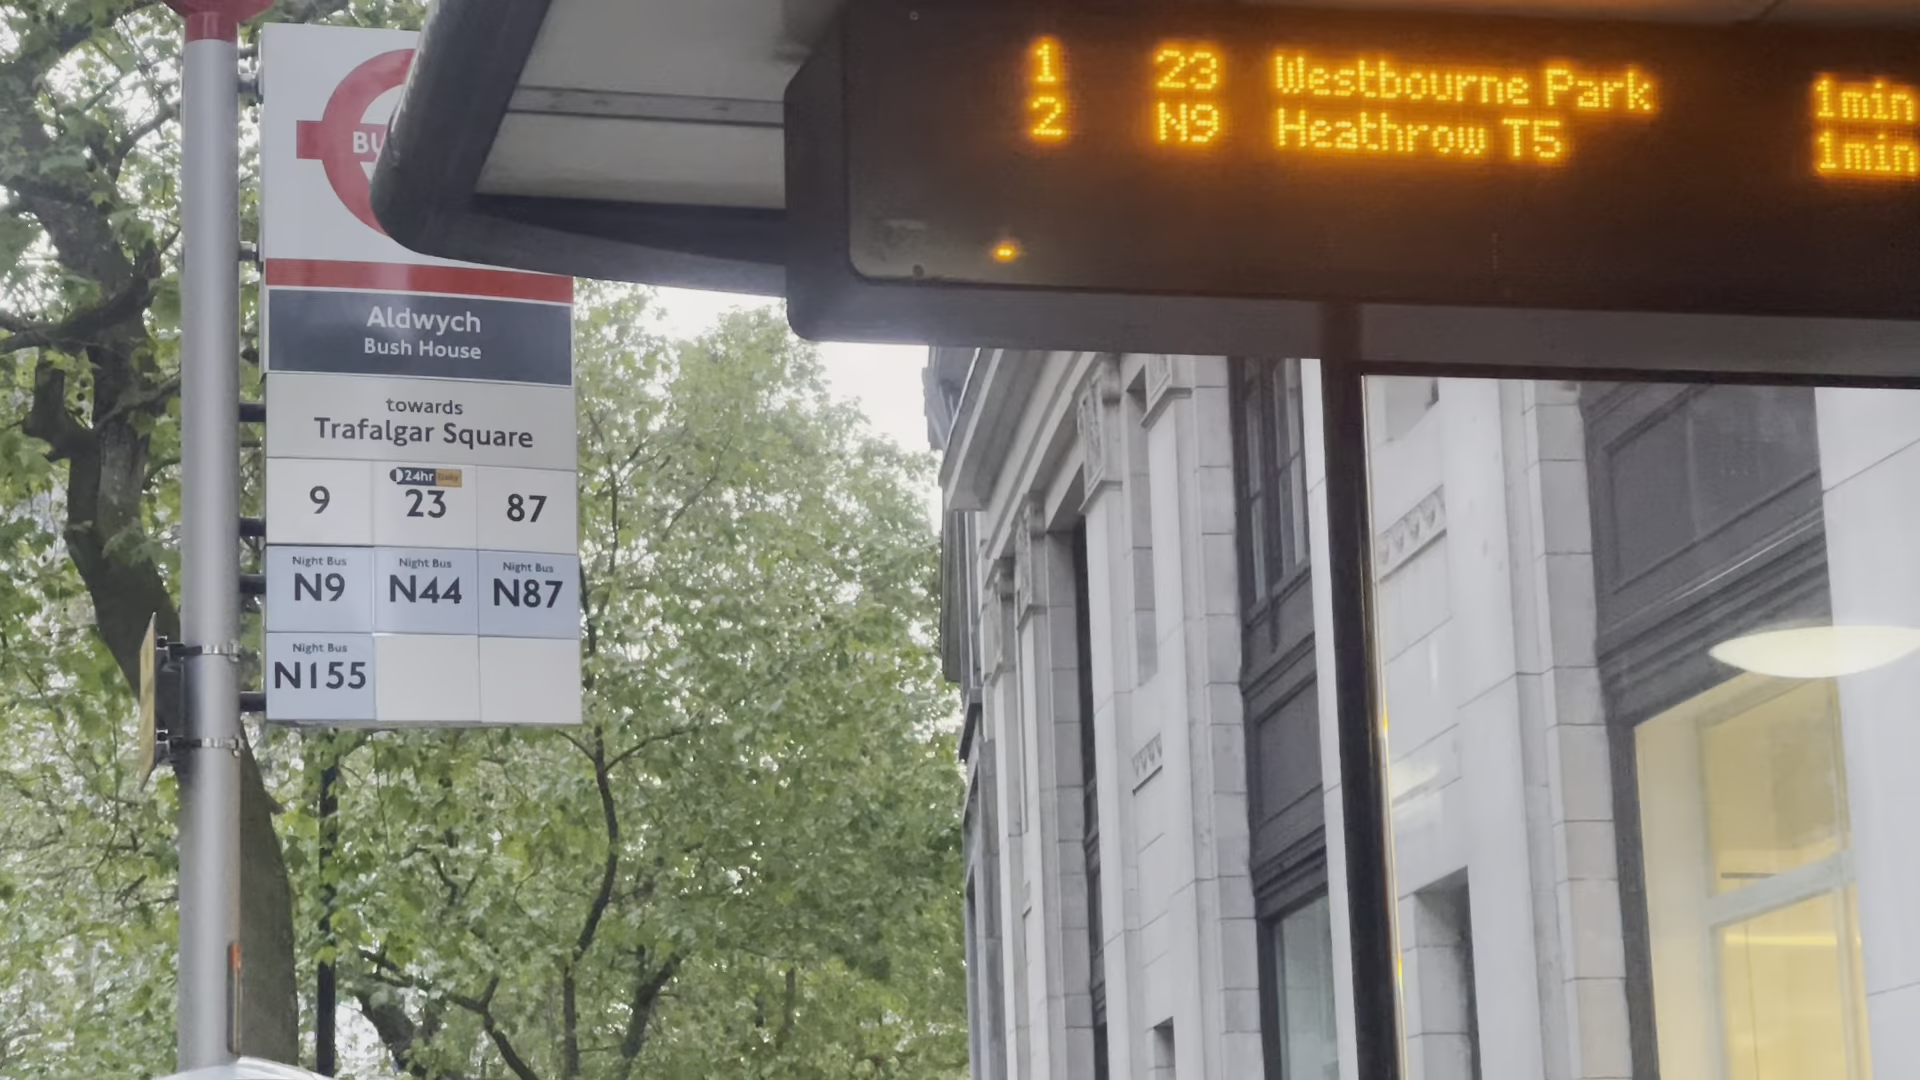 Aldwych
Bush House
towards
Trafalgar Square
9
24hr Daily
23
87
Night Bus
N9
Night Bus
N44
Night Bus
N87
Night Bus
N155
1 23 Westbourne Park 1min
2 N9 Heathrow T5 1min